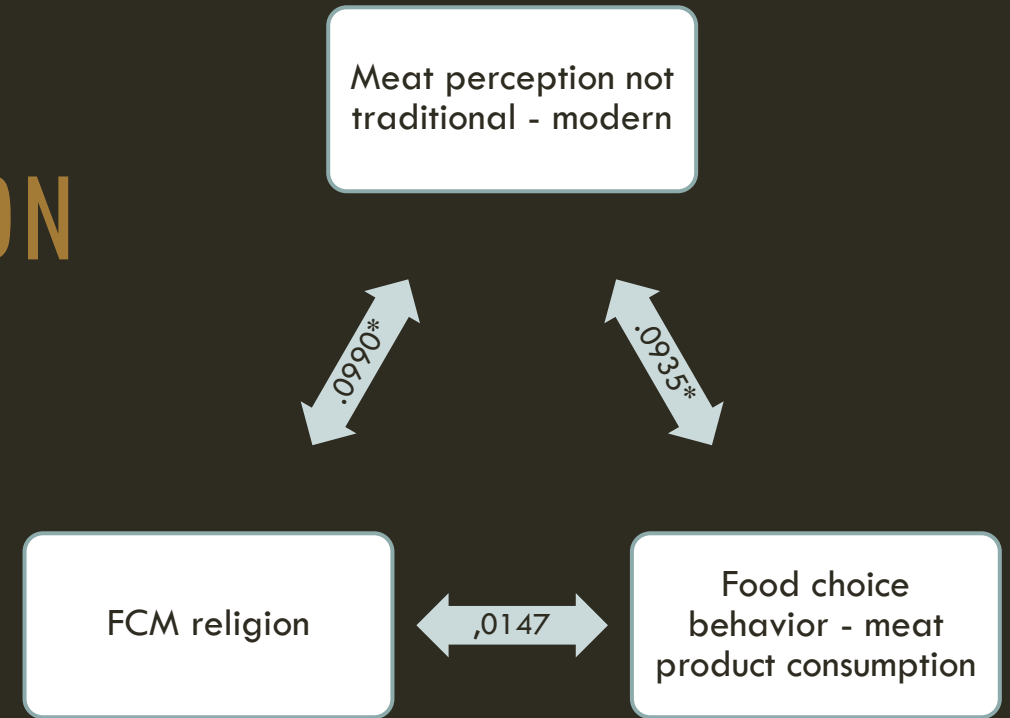 Meat perception not
traditional - modern
ON
.0990*
.0935*
FCM religion
,0147
Food choice
behavior - meat
product consumption